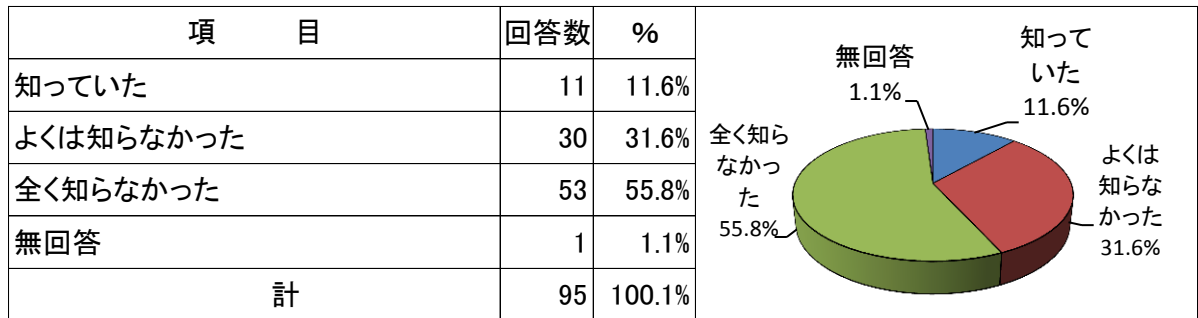 項　目 回答数 %
知っていた 11 11.6%
よくは知らなかった 30 31.6%
全く知らなかった 53 55.8%
無回答 1 1.1%
計 95 100.1%
知って
いた
11.6%
無回答
1.1%
全く知ら
なかっ
た
55.8%
よくは
知らな
かった
31.6%